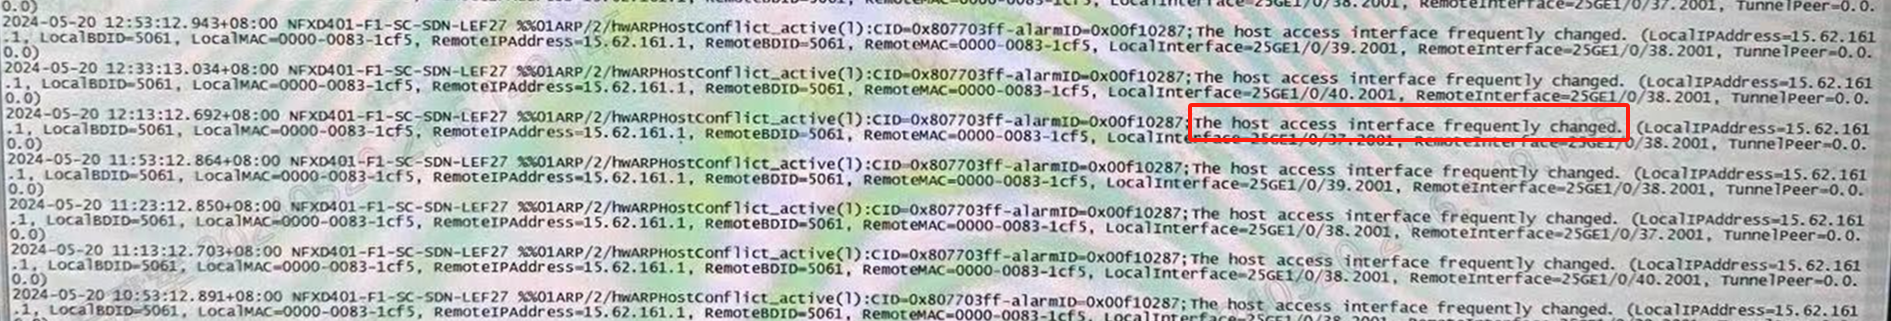 0.0)
2024-05-20 12:53:12.943+08:00 NFXD401-F1-SC-SDN-LEF27 %%01ARP/2/hwARPHostConflict_active(l):CID=0x807703ff-alarmID=0x00f10287;The host access interface frequently changed. (LocalIPAddress=15.62.161
.1, LocalBDID=5061, LocalMAC=0000-0083-1cf5, RemoteIPAddress=15.62.161.1, RemoteBDID=5061, RemoteMAC=0000-0083-1cf5, LocalInterface=25GE1/0/39.2001, RemoteInterface=25GE1/0/38.2001, TunnelPeer=0.0.
0.0)
2024-05-20 12:33:13.034+08:00 NFXD401-F1-SC-SDN-LEF27 %%01ARP/2/hwARPHostConflict_active(l):CID=0x807703ff-alarmID=0x00f10287;The host access interface frequently changed. (LocalIPAddress=15.62.161
.1, LocalBDID=5061, LocalMAC=0000-0083-1cf5, RemoteIPAddress=15.62.161.1, RemoteBDID=5061, RemoteMAC=0000-0083-1cf5, LocalInterface=25GE1/0/40.2001, RemoteInterface=25GE1/0/38.2001, TunnelPeer=0.0.
0.0)
2024-05-20 12:13:12.692+08:00 NFXD401-F1-SC-SDN-LEF27 %%01ARP/2/hwARPHostConflict_active(l):CID=0x807703ff-alarmID=0x00f10287;The host access interface frequently changed. (LocalIPAddress=15.62.161
.1, LocalBDID=5061, LocalMAC=0000-0083-1cf5, RemoteIPAddress=15.62.161.1, RemoteBDID=5061, RemoteMAC=0000-0083-1cf5, LocalInterface=25GE1/0/37.2001, RemoteInterface=25GE1/0/38.2001, TunnelPeer=0.0.
0.0)
2024-05-20 11:53:12.864+08:00 NFXD401-F1-SC-SDN-LEF27 %%01ARP/2/hwARPHostConflict_active(l):CID=0x807703ff-alarmID=0x00f10287;The host access interface frequently changed. (LocalIPAddress=15.62.161
.1, LocalBDID=5061, LocalMAC=0000-0083-1cf5, RemoteIPAddress=15.62.161.1, RemoteBDID=5061, RemoteMAC=0000-0083-1cf5, LocalInterface=25GE1/0/39.2001, RemoteInterface=25GE1/0/38.2001, TunnelPeer=0.0.
0.0)
2024-05-20 11:23:12.850+08:00 NFXD401-F1-SC-SDN-LEF27 %%01ARP/2/hwARPHostConflict_active(l):CID=0x807703ff-alarmID=0x00f10287;The host access interface frequently changed. (LocalIPAddress=15.62.161
.1, LocalBDID=5061, LocalMAC=0000-0083-1cf5, RemoteIPAddress=15.62.161.1, RemoteBDID=5061, RemoteMAC=0000-0083-1cf5, LocalInterface=25GE1/0/38.2001, RemoteInterface=25GE1/0/37.2001, TunnelPeer=0.0.
0.0)
2024-05-20 11:13:12.703+08:00 NFXD401-F1-SC-SDN-LEF27 %%01ARP/2/hwARPHostConflict_active(l):CID=0x807703ff-alarmID=0x00f10287;The host access interface frequently changed. (LocalIPAddress=15.62.161
.1, LocalBDID=5061, LocalMAC=0000-0083-1cf5, RemoteIPAddress=15.62.161.1, RemoteBDID=5061, RemoteMAC=0000-0083-1cf5, LocalInterface=25GE1/0/38.2001, RemoteInterface=25GE1/0/40.2001, TunnelPeer=0.0.
0.0)
2024-05-20 10:53:12.891+08:00 NFXD401-F1-SC-SDN-LEF27 %%01ARP/2/hwARPHostConflict_active(l):CID=0x807703ff-alarmID=0x00f10287;The host access interface frequently changed. (LocalIPAddress=15.62.161
.1, LocalBDID=5061, LocalMAC=0000-0083-1cf5, RemoteIPAddress=15.62.161.1, RemoteBDID=5061, RemoteMAC=0000-0083-1cf5,